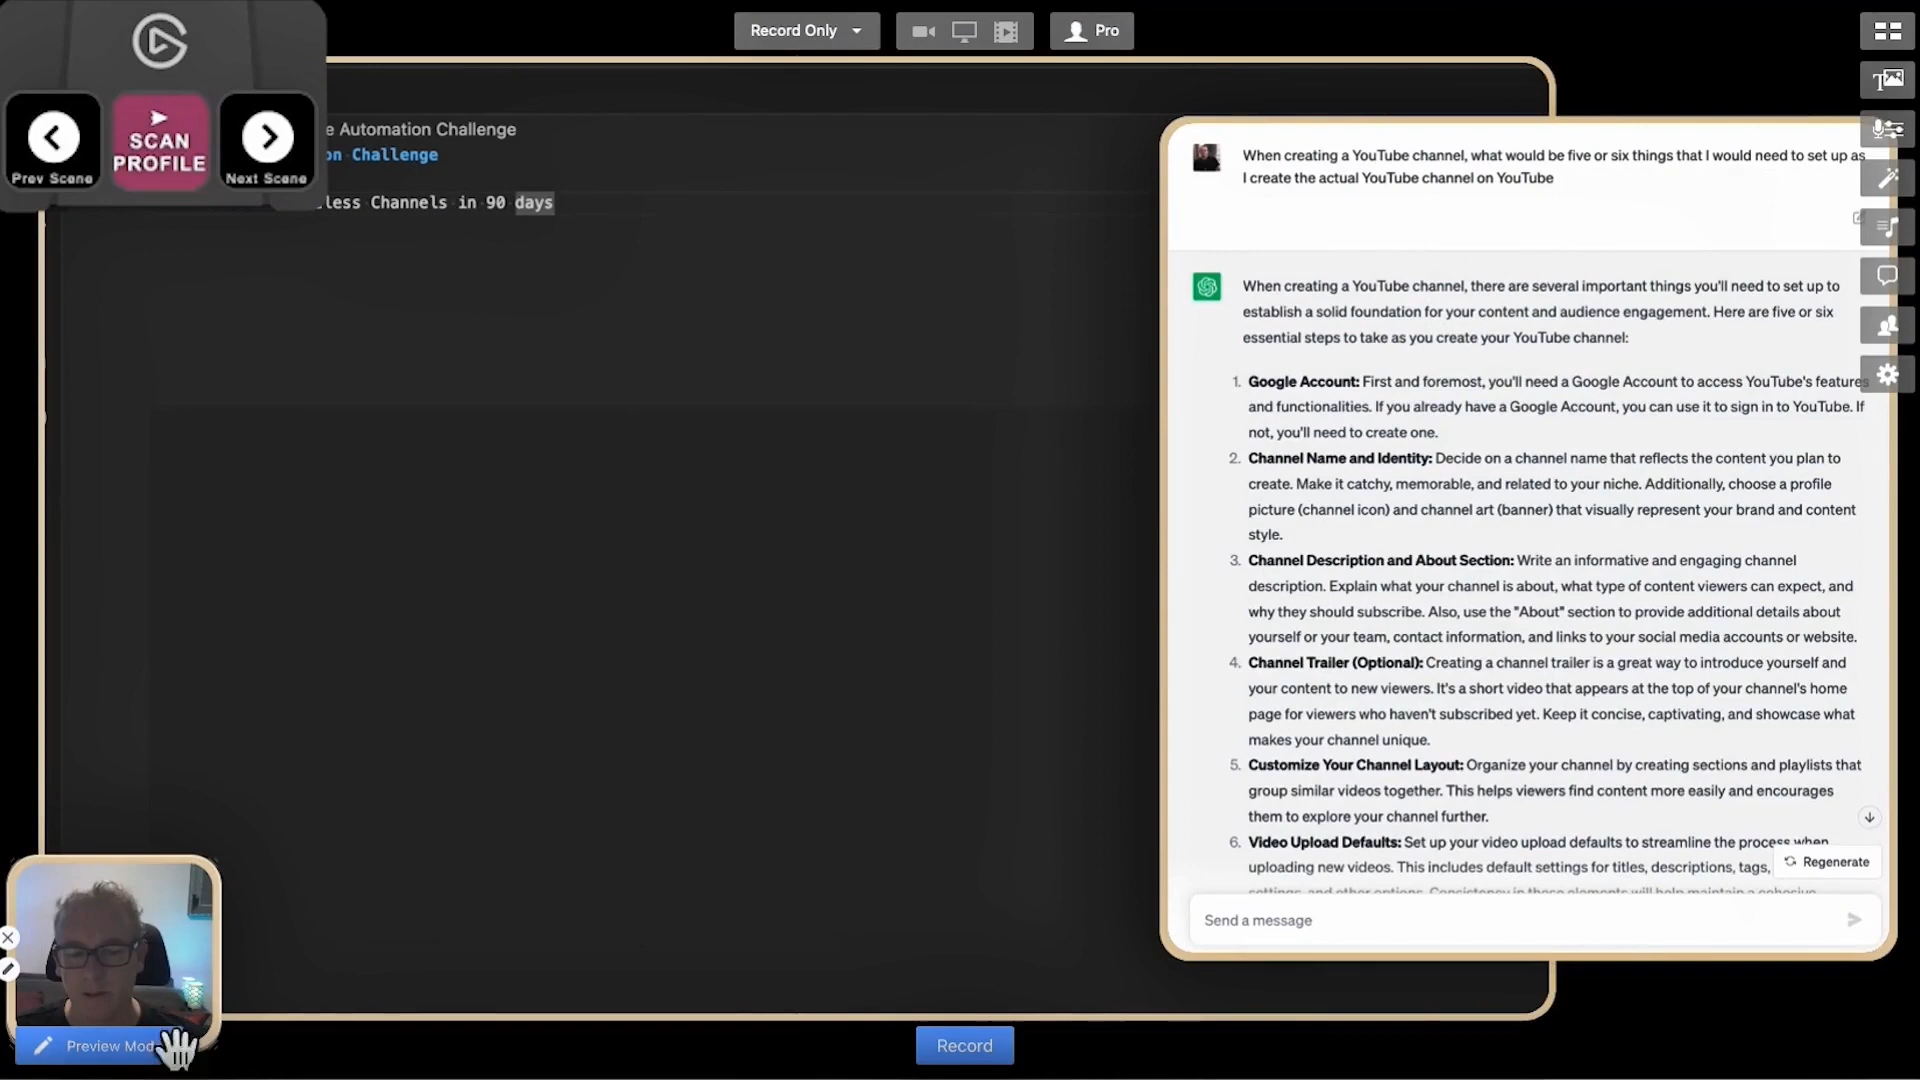 Record Only
Pro
Prev Scene
SCAN
PROFILE
Next Scene
e Automation Challenge
on Challenge
less Channels in 90 days
When creating a YouTube channel, what would be five or six things that I would need to set up as
I create the actual YouTube channel on YouTube
When creating a YouTube channel, there are several important things you'll need to set up to
establish a solid foundation for your content and audience engagement. Here are five or six
essential steps to take as you create your YouTube channel:
1. Google Account: First and foremost, you'll need a Google Account to access YouTube's features
and functionalities. If you already have a Google Account, you can use it to sign in to YouTube. If
not, you'll need to create one.
2. Channel Name and Identity: Decide on a channel name that reflects the content you plan to
create. Make it catchy, memorable, and related to your niche. Additionally, choose a profile
picture (channel icon) and channel art (banner) that visually represent your brand and content
style.
3. Channel Description and About Section: Write an informative and engaging channel
description. Explain what your channel is about, what type of content viewers can expect, and
why they should subscribe. Also, use the "About" section to provide additional details about
yourself or your team, contact information, and links to your social media accounts or website.
4. Channel Trailer (Optional): Creating a channel trailer is a great way to introduce yourself and
your content to new viewers. It's a short video that appears at the top of your channel's home
page for viewers who haven't subscribed yet. Keep it concise, captivating, and showcase what
makes your channel unique.
5. Customize Your Channel Layout: Organize your channel by creating sections and playlists that
group similar videos together. This helps viewers find content more easily and encourages
them to explore your channel further.
6. Video Upload Defaults: Set up your video upload defaults to streamline the process when
uploading new videos. This includes default settings for titles, descriptions, tags,
settings, and other options. Consistency in these elements will help maintain a cohesive
Regenerate
Send a message
Preview Mod
Record